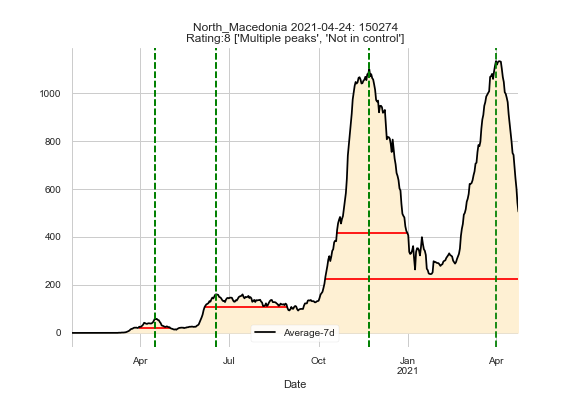 North_Macedonia 2021-04-24: 150274
Rating:8 ['Multiple peaks', 'Not in control']
1000
800
600
400
200
0
Average-7d
Apr
Jul
Oct
Jan
2021
Apr
Date